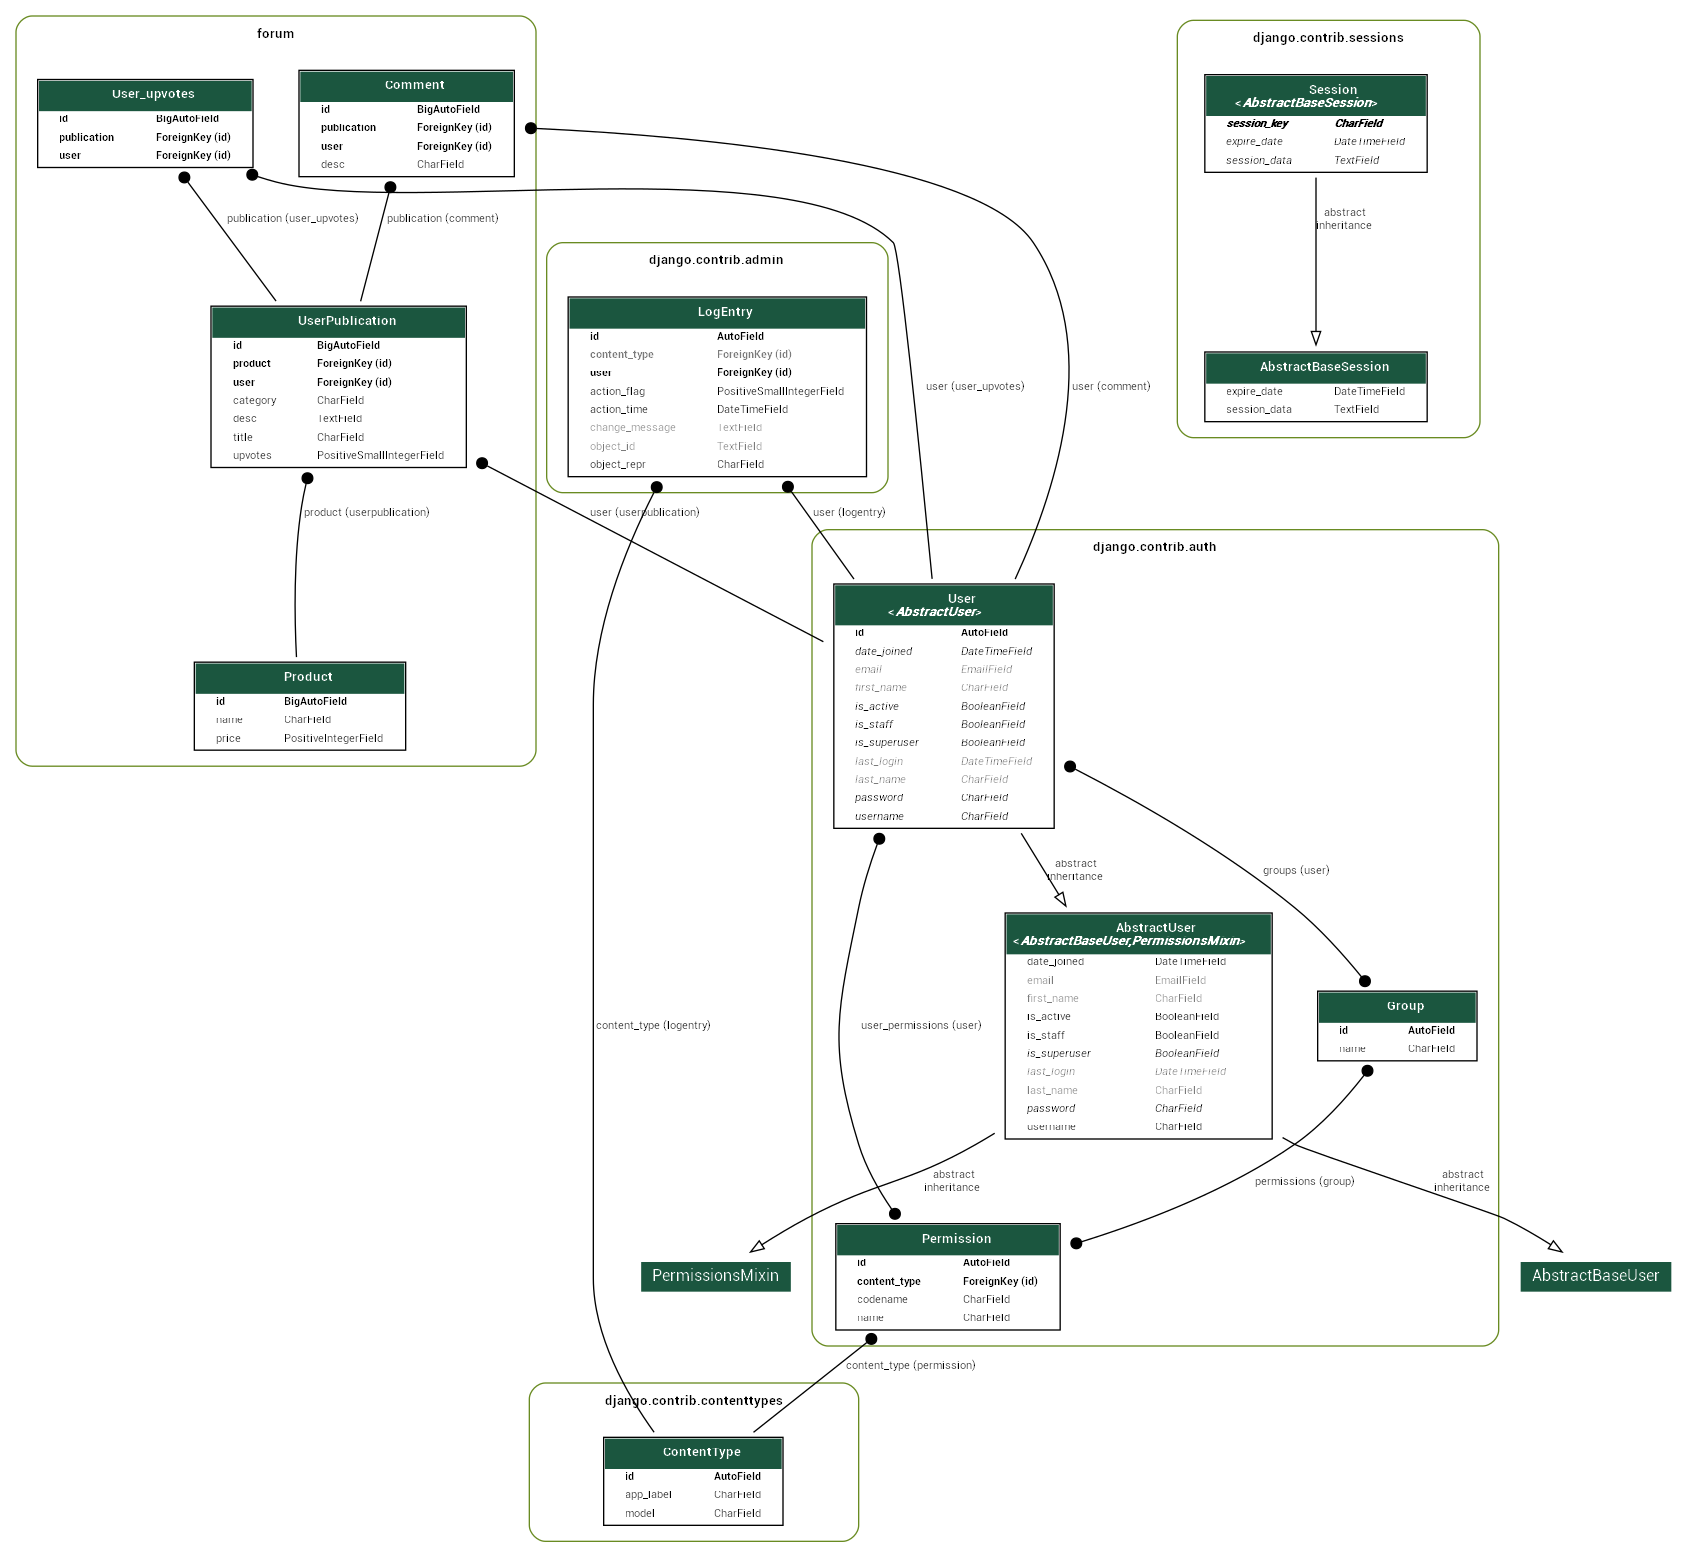 forum
User_upvotes
id BigAutoField
publication ForeignKey (id)
user ForeignKey (id)
Comment
id BigAutoField
publication ForeignKey (id)
user ForeignKey (id)
desc CharField
publication (user_upvotes)
publication (comment)
UserPublication
id BigAutoField
product ForeignKey (id)
user ForeignKey (id)
category CharField
desc TextField
title CharField
upvotes PositiveSmallIntegerField
product (userpublication)
Product
id BigAutoField
name CharField
price PositiveIntegerField
django.contrib.admin
LogEntry
id AutoField
content_type ForeignKey (id)
user ForeignKey (id)
action_flag PositiveSmallIntegerField
action_time DateTimeField
change_message TextField
object_id TextField
object_repr CharField
user (userpublication)
user (logentry)
user (user_upvotes)
user (comment)
django.contrib.sessions
Session
<AbstractBaseSession>
session_key CharField
expire_date DateTimeField
session_data TextField
abstract
inheritance
AbstractBaseSession
expire_date DateTimeField
session_data TextField
django.contrib.auth
User
<AbstractUser>
id AutoField
date_joined DateTimeField
email EmailField
first_name CharField
is_active BooleanField
is_staff BooleanField
is_superuser BooleanField
last_login DateTimeField
last_name CharField
password CharField
username CharField
abstract
inheritance
groups (user)
AbstractUser
<AbstractBaseUser,PermissionsMixin>
date_joined DateTimeField
email EmailField
first_name CharField
is_active BooleanField
is_staff BooleanField
is_superuser BooleanField
last_login DateTimeField
last_name CharField
password CharField
username CharField
Group
id AutoField
name CharField
content_type (logentry)
user_permissions (user)
abstract
inheritance
permissions (group)
abstract
inheritance
PermissionsMixin
Permission
id AutoField
content_type ForeignKey (id)
codename CharField
name CharField
AbstractBaseUser
content_type (permission)
django.contrib.contenttypes
ContentType
id AutoField
app_label CharField
model CharField